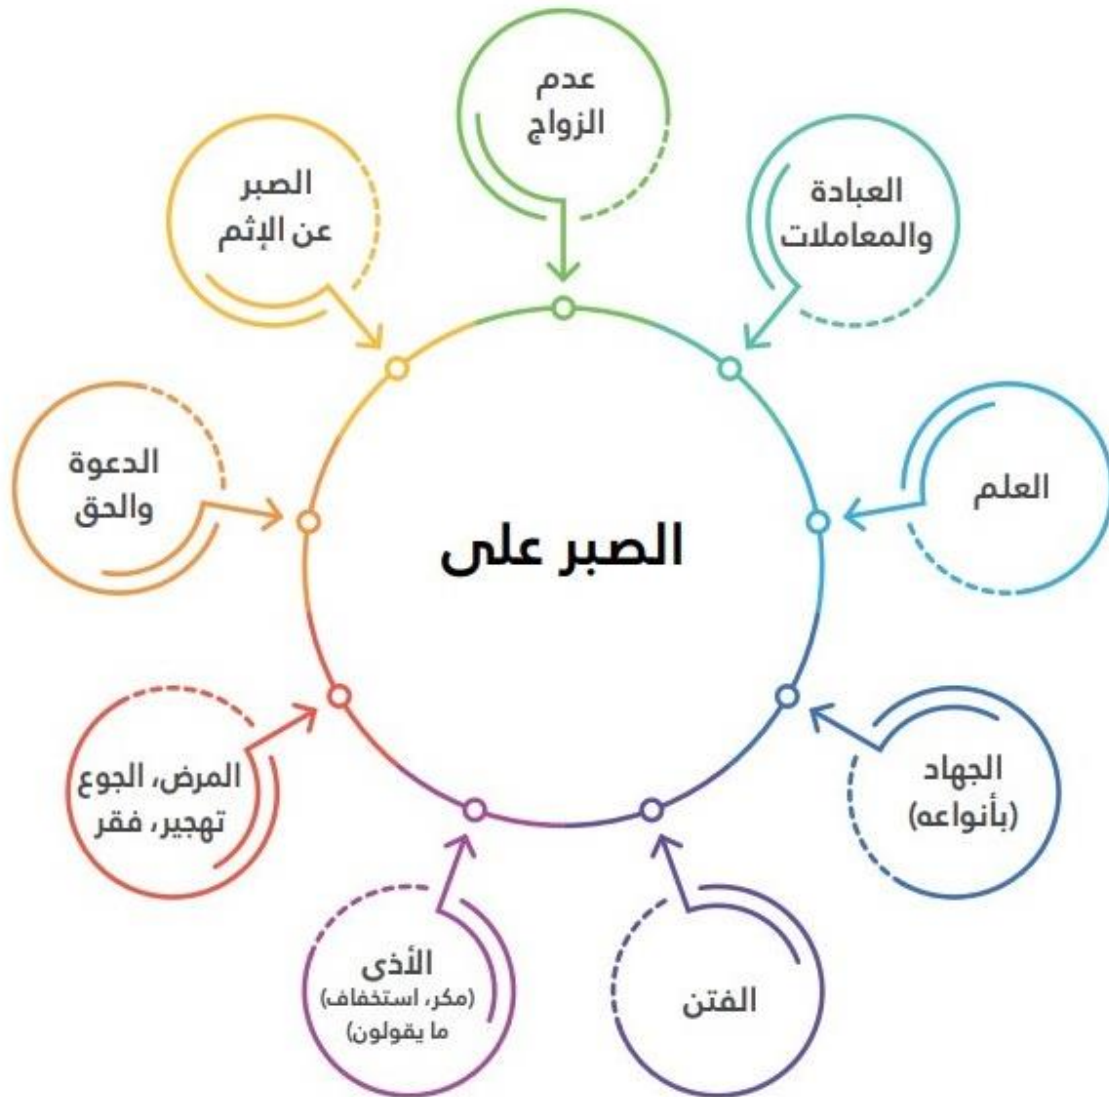 الصبر على
عدم
الزواج
العبادة
والمعاملات
العلم
الجهاد
(بأنواعه)
الفتن
الأذى
(مكر، استخفاف
ما يقولون)
المرض، الجوع
تهجير، فقر
الدعوة
والحق
الصبر
عن الإثم